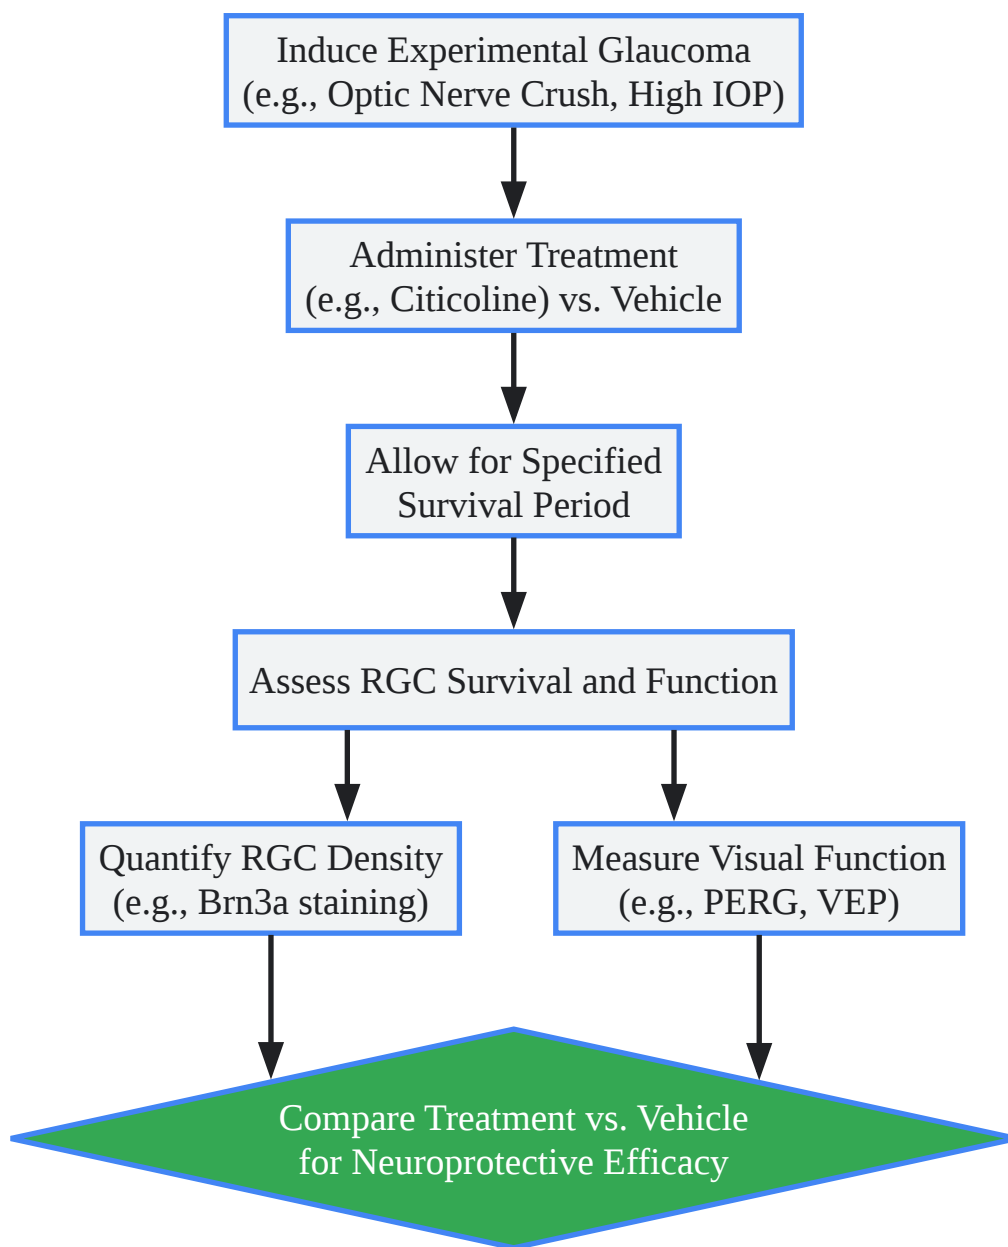 Induce Experimental Glaucoma
(e.g., Optic Nerve Crush, High IOP)
Administer Treatment
(e.g., Citicoline) vs. Vehicle
Allow for Specified
Survival Period
Assess RGC Survival and Function
Quantify RGC Density
(e.g., Brn3a staining)
Measure Visual Function
(e.g., PERG, VEP)
Compare Treatment vs. Vehicle
for Neuroprotective Efficacy